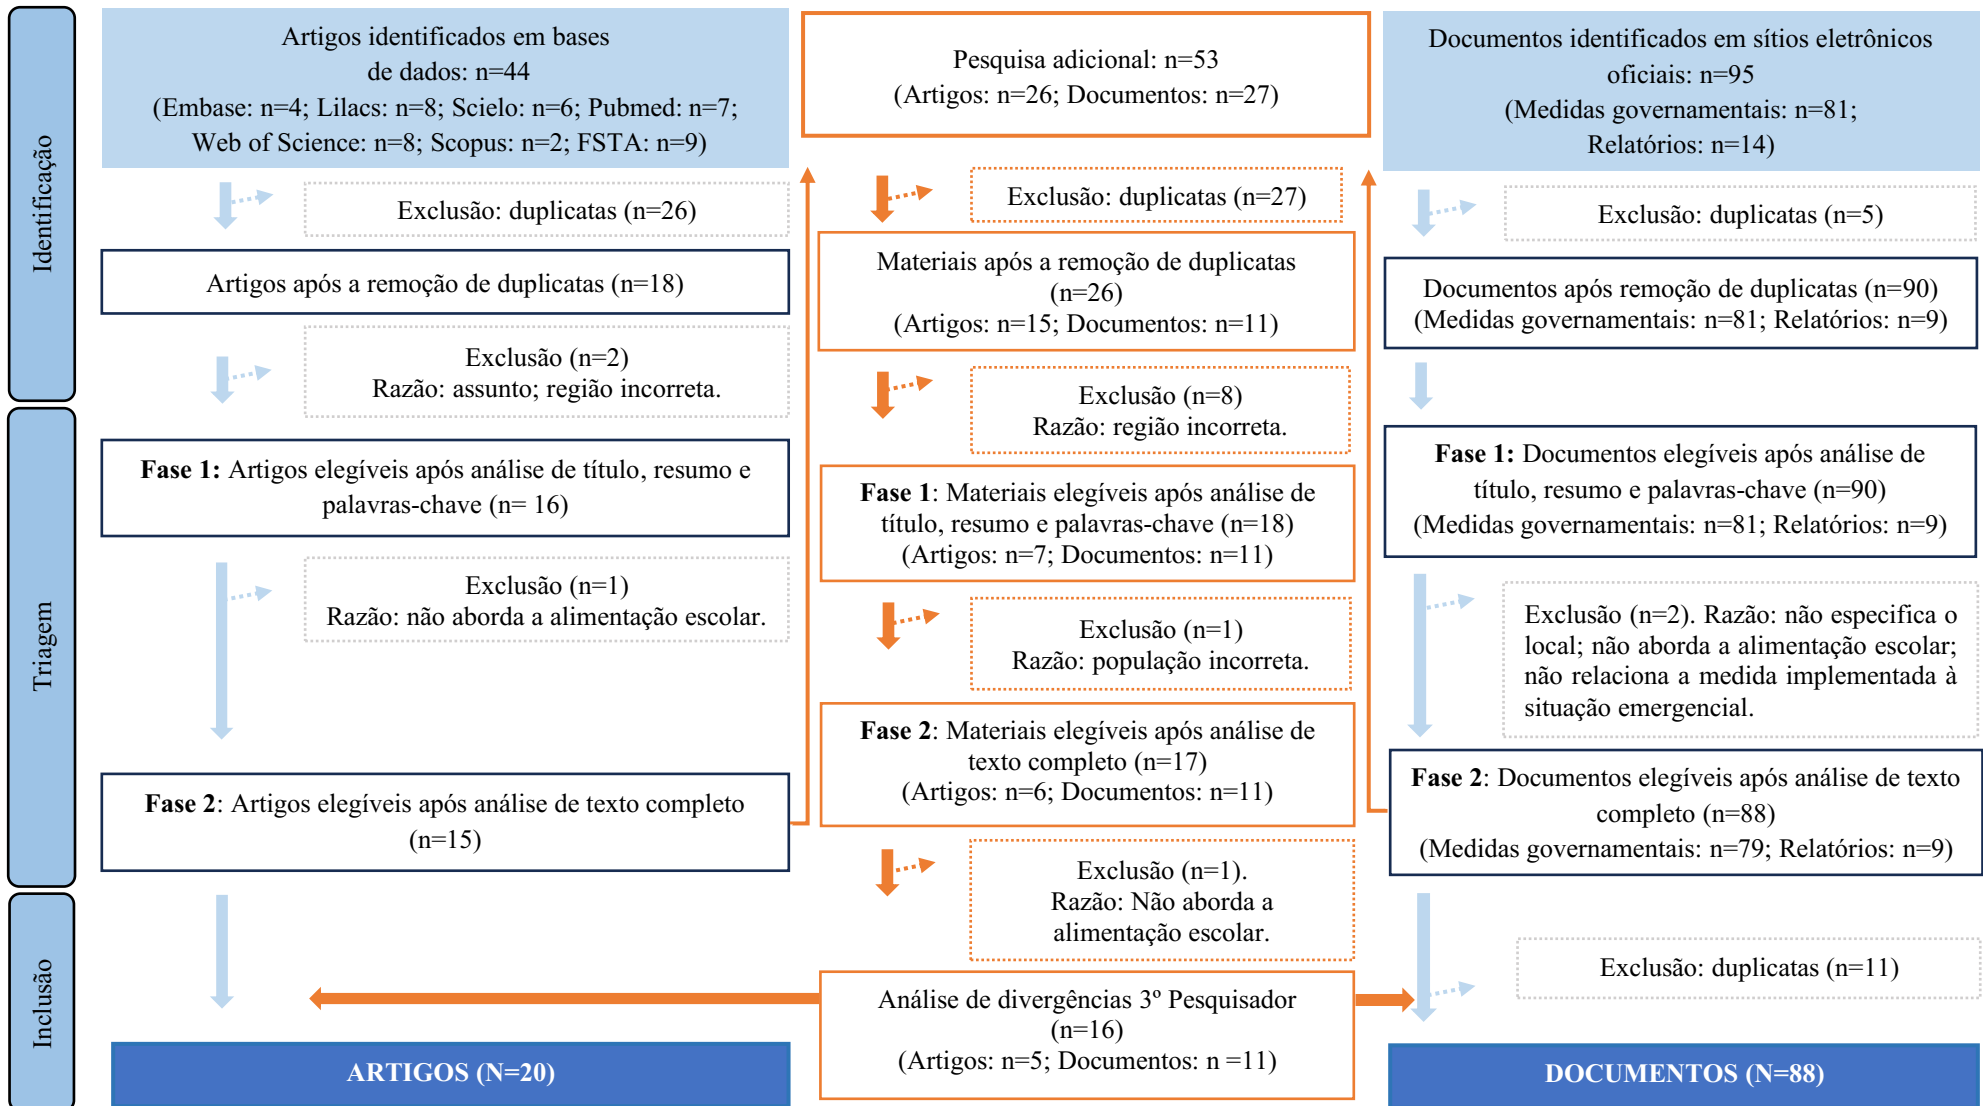 Identificação
Triagem
Inclusão
Artigos identificados em bases
de dados: n=44
(Embase: n=4; Lilacs: n=8; Scielo: n=6; Pubmed: n=7;
Web of Science: n=8; Scopus: n=2; FSTA: n=9)
Exclusão: duplicatas (n=26)
Artigos após a remoção de duplicatas (n=18)
Exclusão (n=2)
Razão: assunto; região incorreta.
Fase 1: Artigos elegíveis após análise de título, resumo e
palavras-chave (n= 16)
Exclusão (n=1)
Razão: não aborda a alimentação escolar.
Fase 2: Artigos elegíveis após análise de texto completo
(n=15)
ARTIGOS (N=20)
Pesquisa adicional: n=53
(Artigos: n=26; Documentos: n=27)
Exclusão: duplicatas (n=27)
Materiais após a remoção de duplicatas
(n=26)
(Artigos: n=15; Documentos: n=11)
Exclusão (n=8)
Razão: região incorreta.
Fase 1: Materiais elegíveis após análise de
título, resumo e palavras-chave (n=18)
(Artigos: n=7; Documentos: n=11)
Exclusão (n=1)
Razão: população incorreta.
Fase 2: Materiais elegíveis após análise de
texto completo (n=17)
(Artigos: n=6; Documentos: n=11)
Exclusão (n=1).
Razão: Não aborda a
alimentação escolar.
Análise de divergências 3º Pesquisador
(n=16)
(Artigos: n=5; Documentos: n =11)
Documentos identificados em sítios eletrônicos
oficiais: n=95
(Medidas governamentais: n=81;
Relatórios: n=14)
Exclusão: duplicatas (n=5)
Documentos após remoção de duplicatas (n=90)
(Medidas governamentais: n=81; Relatórios: n=9)
Fase 1: Documentos elegíveis após análise de
título, resumo e palavras-chave (n=90)
(Medidas governamentais: n=81; Relatórios: n=9)
Exclusão (n=2). Razão: não especifica o
local; não aborda a alimentação escolar;
não relaciona a medida implementada à
situação emergencial.
Fase 2: Documentos elegíveis após análise de texto
completo (n=88)
(Medidas governamentais: n=79; Relatórios: n=9)
Exclusão: duplicatas (n=11)
DOCUMENTOS (N=88)